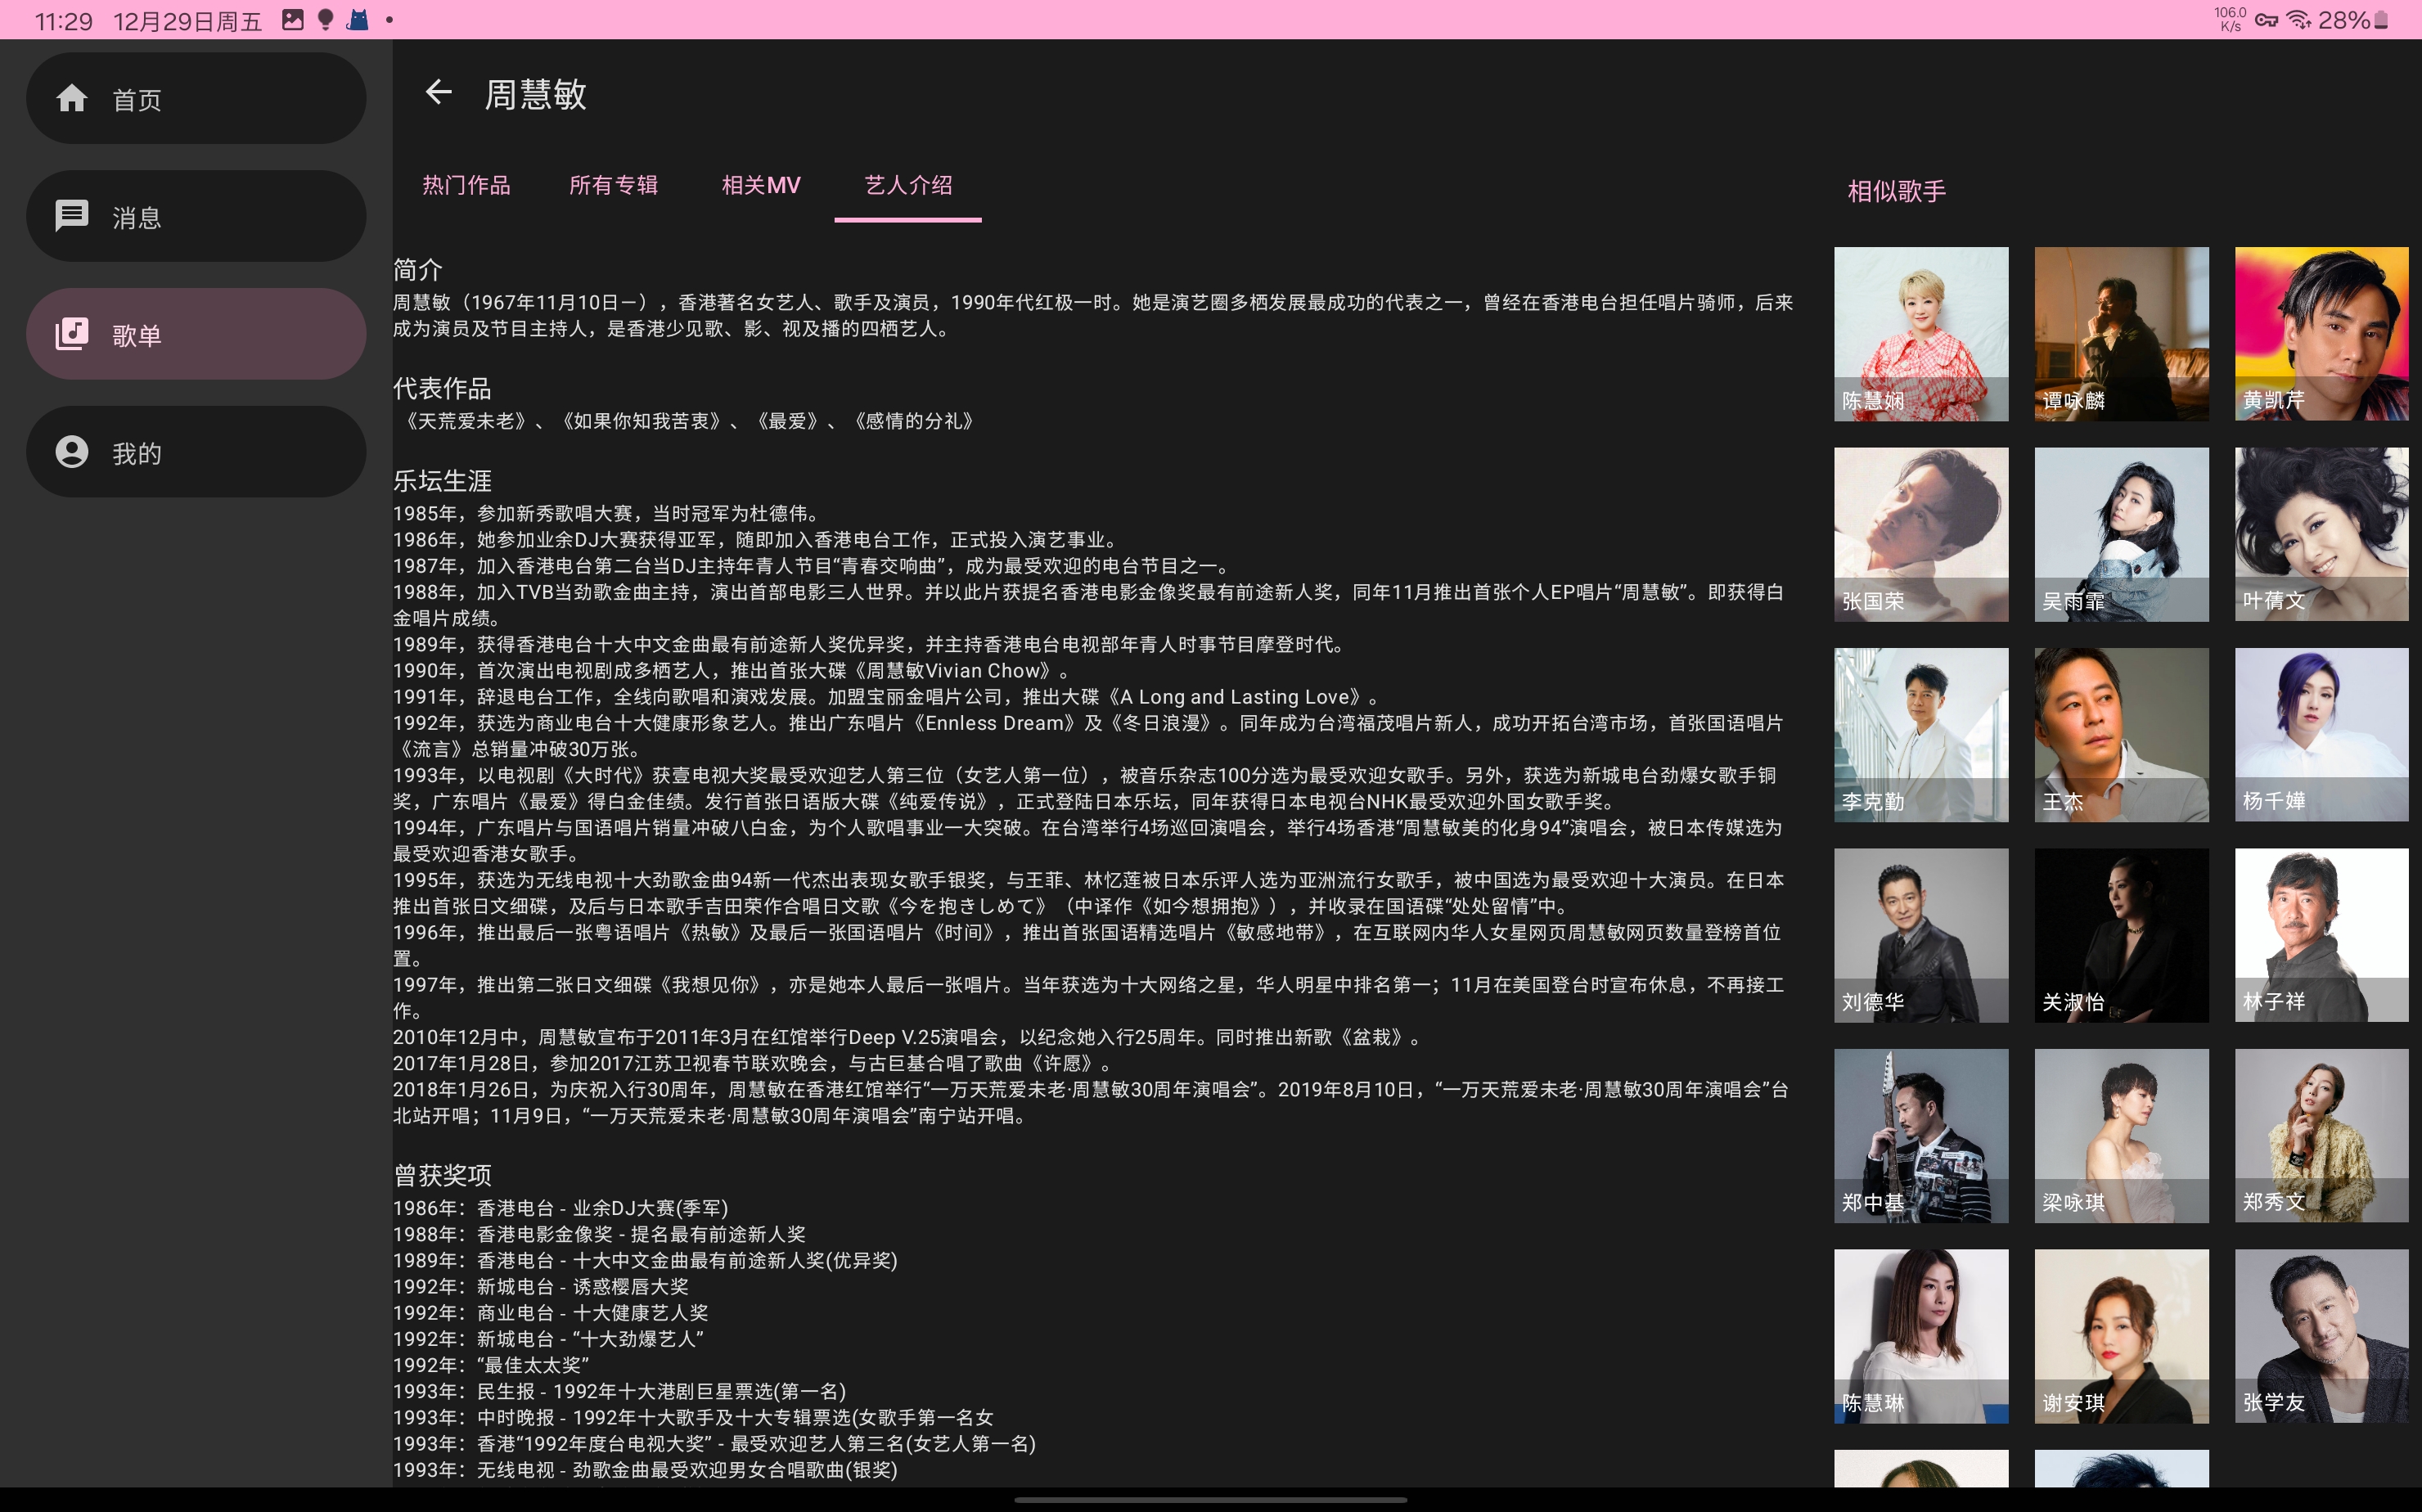 11:29 12月29日周五
106.0 K/s 28%
首页
消息
歌单
我的
周慧敏
热门作品 所有专辑 相关MV 艺人介绍
简介
周慧敏（1967年11月10日－），香港著名女艺人、歌手及演员，1990年代红极一时。她是演艺圈多栖发展最成功的代表之一，曾经在香港电台担任唱片骑师，后来
成为演员及节目主持人，是香港少见歌、影、视及播的四栖艺人。
代表作品
《天荒爱未老》、《如果你知我苦衷》、《最爱》、《感情的分礼》
乐坛生涯
1985年，参加新秀歌唱大赛，当时冠军为杜德伟。
1986年，她参加业余DJ大赛获得亚军，随即加入香港电台工作，正式投入演艺事业。
1987年，加入香港电台第二台当DJ主持年青人节目“青春交响曲”，成为最受欢迎的电台节目之一。
1988年，加入TVB当劲歌金曲主持，演出首部电影三人世界。并以此片获提名香港电影金像奖最有前途新人奖，同年11月推出首张个人EP唱片“周慧敏”。即获得白
金唱片成绩。
1989年，获得香港电台十大中文金曲最有前途新人奖优异奖，并主持香港电台电视部年青人时事节目摩登时代。
1990年，首次演出电视剧成多栖艺人，推出首张大碟《周慧敏Vivian Chow》。
1991年，辞退电台工作，全线向歌唱和演戏发展。加盟宝丽金唱片公司，推出大碟《A Long and Lasting Love》。
1992年，获选为商业电台十大健康形象艺人。推出广东唱片《Ennless Dream》及《冬日浪漫》。同年成为台湾福茂唱片新人，成功开拓台湾市场，首张国语唱片
《流言》总销量冲破30万张。
1993年，以电视剧《大时代》获壹电视大奖最受欢迎艺人第三位（女艺人第一位），被音乐杂志100分选为最受欢迎女歌手。另外，获选为新城电台劲爆女歌手铜
奖，广东唱片《最爱》得白金佳绩。发行首张日语版大碟《纯爱传说》，正式登陆日本乐坛，同年获得日本电视台NHK最受欢迎外国女歌手奖。
1994年，广东唱片与国语唱片销量冲破八白金，为个人歌唱事业一大突破。在台湾举行4场巡回演唱会，举行4场香港“周慧敏美的化身94”演唱会，被日本传媒选为
最受欢迎香港女歌手。
1995年，获选为无线电视十大劲歌金曲94新一代杰出表现女歌手银奖，与王菲、林忆莲被日本乐评人选为亚洲流行女歌手，被中国选为最受欢迎十大演员。在日本
推出首张日文细碟，及后与日本歌手吉田荣作合唱日文歌《今を抱きしめて》（中译作《如今想拥抱》），并收录在国语碟“处处留情”中。
1996年，推出最后一张粤语唱片《热敏》及最后一张国语唱片《时间》，推出首张国语精选唱片《敏感地带》，在互联网内华人女星网页周慧敏网页数量登榜首位
置。
1997年，推出第二张日文细碟《我想见你》，亦是她本人最后一张唱片。当年获选为十大网络之星，华人明星中排名第一；11月在美国登台时宣布休息，不再接工
作。
2010年12月中，周慧敏宣布于2011年3月在红馆举行Deep V.25演唱会，以纪念她入行25周年。同时推出新歌《盆栽》。
2017年1月28日，参加2017江苏卫视春节联欢晚会，与古巨基合唱了歌曲《许愿》。
2018年1月26日，为庆祝入行30周年，周慧敏在香港红馆举行“一万天荒爱未老·周慧敏30周年演唱会”。2019年8月10日，“一万天荒爱未老·周慧敏30周年演唱会”台
北站开唱；11月9日，“一万天荒爱未老·周慧敏30周年演唱会”南宁站开唱。
曾获奖项
1986年：香港电台 - 业余DJ大赛(季军)
1988年：香港电影金像奖 - 提名最有前途新人奖
1989年：香港电台 - 十大中文金曲最有前途新人奖(优异奖)
1992年：新城电台 - 诱惑樱唇大奖
1992年：商业电台 - 十大健康艺人奖
1992年：新城电台 - “十大劲爆艺人”
1992年：“最佳太太奖”
1993年：民生报 - 1992年十大港剧巨星票选(第一名)
1993年：中时晚报 - 1992年十大歌手及十大专辑票选(女歌手第一名女
1993年：香港“1992年度台电视大奖” - 最受欢迎艺人第三名(女艺人第一名)
1993年：无线电视 - 劲歌金曲最受欢迎男女合唱歌曲(银奖)
相似歌手
陈慧娴 谭咏麟 黄凯芹
张国荣 吴雨霏 叶蒨文
李克勤 王杰 杨千嬅
刘德华 关淑怡 林子祥
郑中基 梁咏琪 郑秀文
陈慧琳 谢安琪 张学友